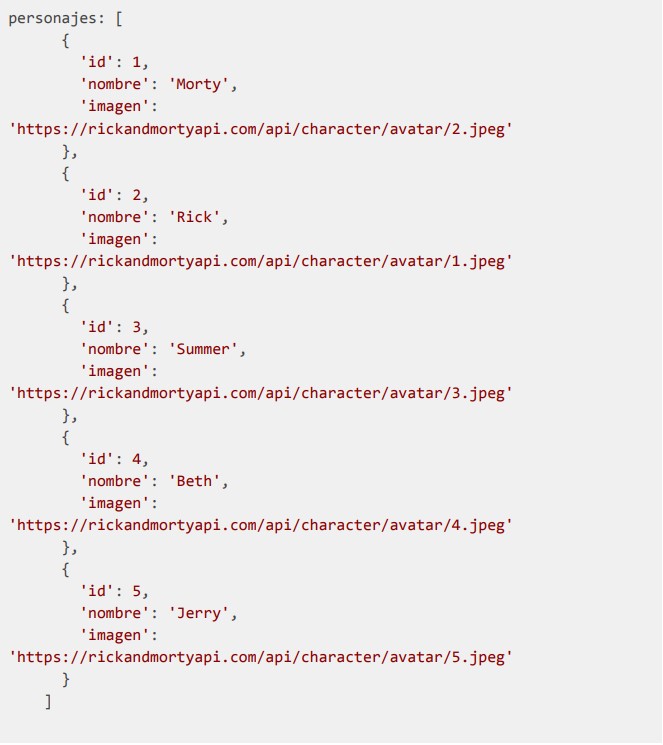 personajes: [
{
'id': 1,
'nombre': 'Morty',
'imagen':
'https://rickandmortyapi.com/api/character/avatar/2.jpeg'
},
{
'id': 2,
'nombre': 'Rick',
'imagen':
'https://rickandmortyapi.com/api/character/avatar/1.jpeg'
},
{
'id': 3,
'nombre': 'Summer',
'imagen':
'https://rickandmortyapi.com/api/character/avatar/3.jpeg'
},
{
'id': 4,
'nombre': 'Beth',
'imagen':
'https://rickandmortyapi.com/api/character/avatar/4.jpeg'
},
{
'id': 5,
'nombre': 'Jerry',
'imagen':
'https://rickandmortyapi.com/api/character/avatar/5.jpeg'
}
]